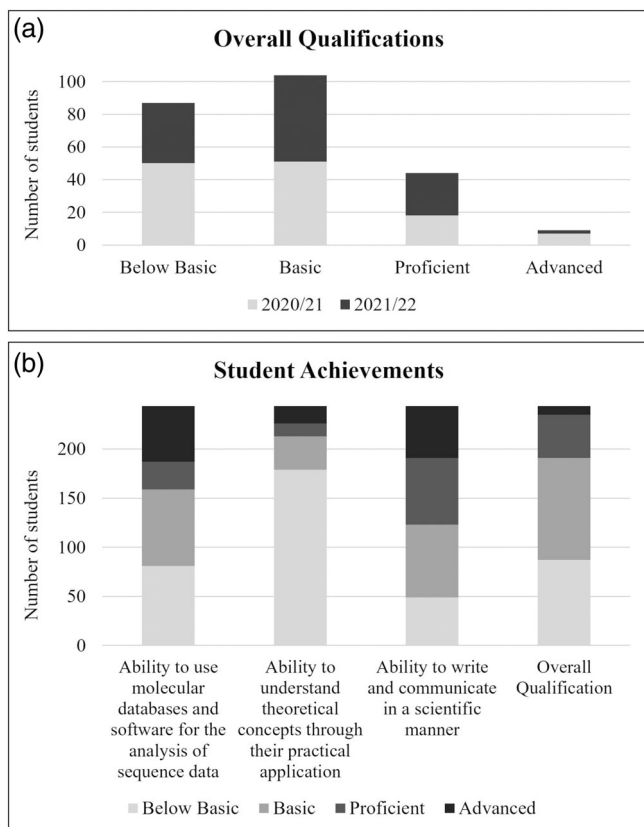 (a)
Overall Qualifications
Number of students
100
80
60
40
20
0
Below Basic Basic Proficient Advanced
2020/21 2021/22
(b)
Student Achievements
Number of students
200
150
100
50
0
Ability to use
molecular
databases and
software for the
analysis of
sequence data
Ability to
understand
theoretical
concepts through
their practical
application
Ability to write
and communicate
in a scientific
manner
Overall
Qualification
Below Basic Basic Proficient Advanced